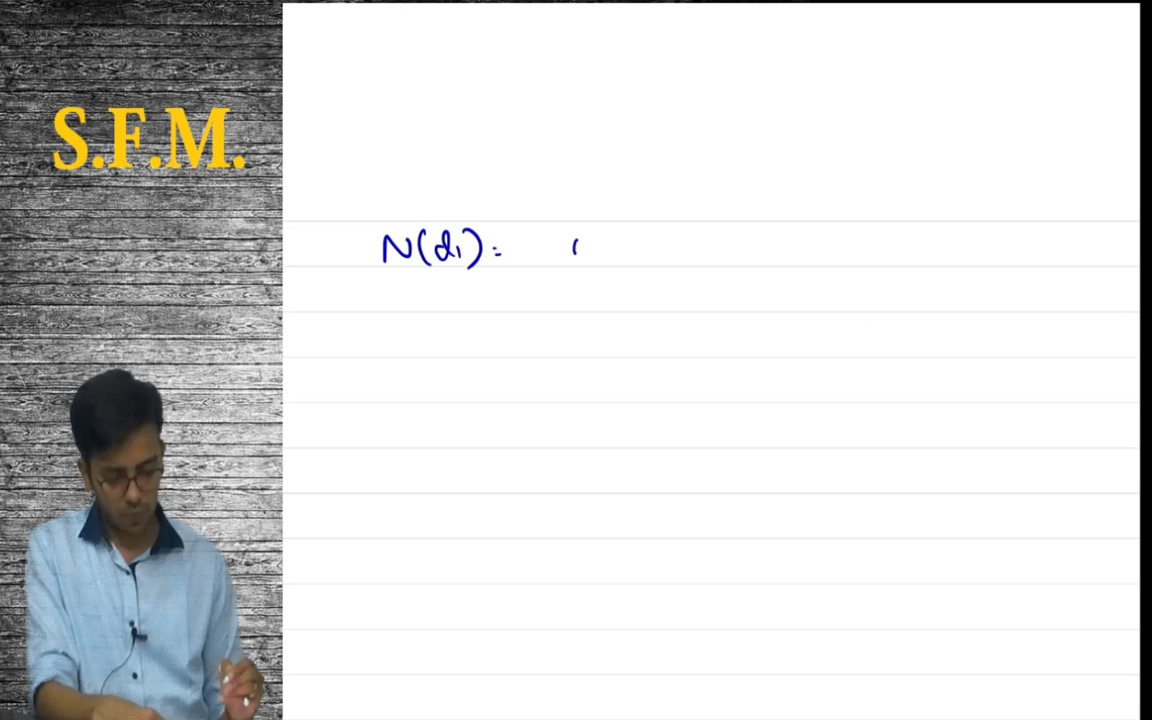 S.F.M.
N(d1) = (